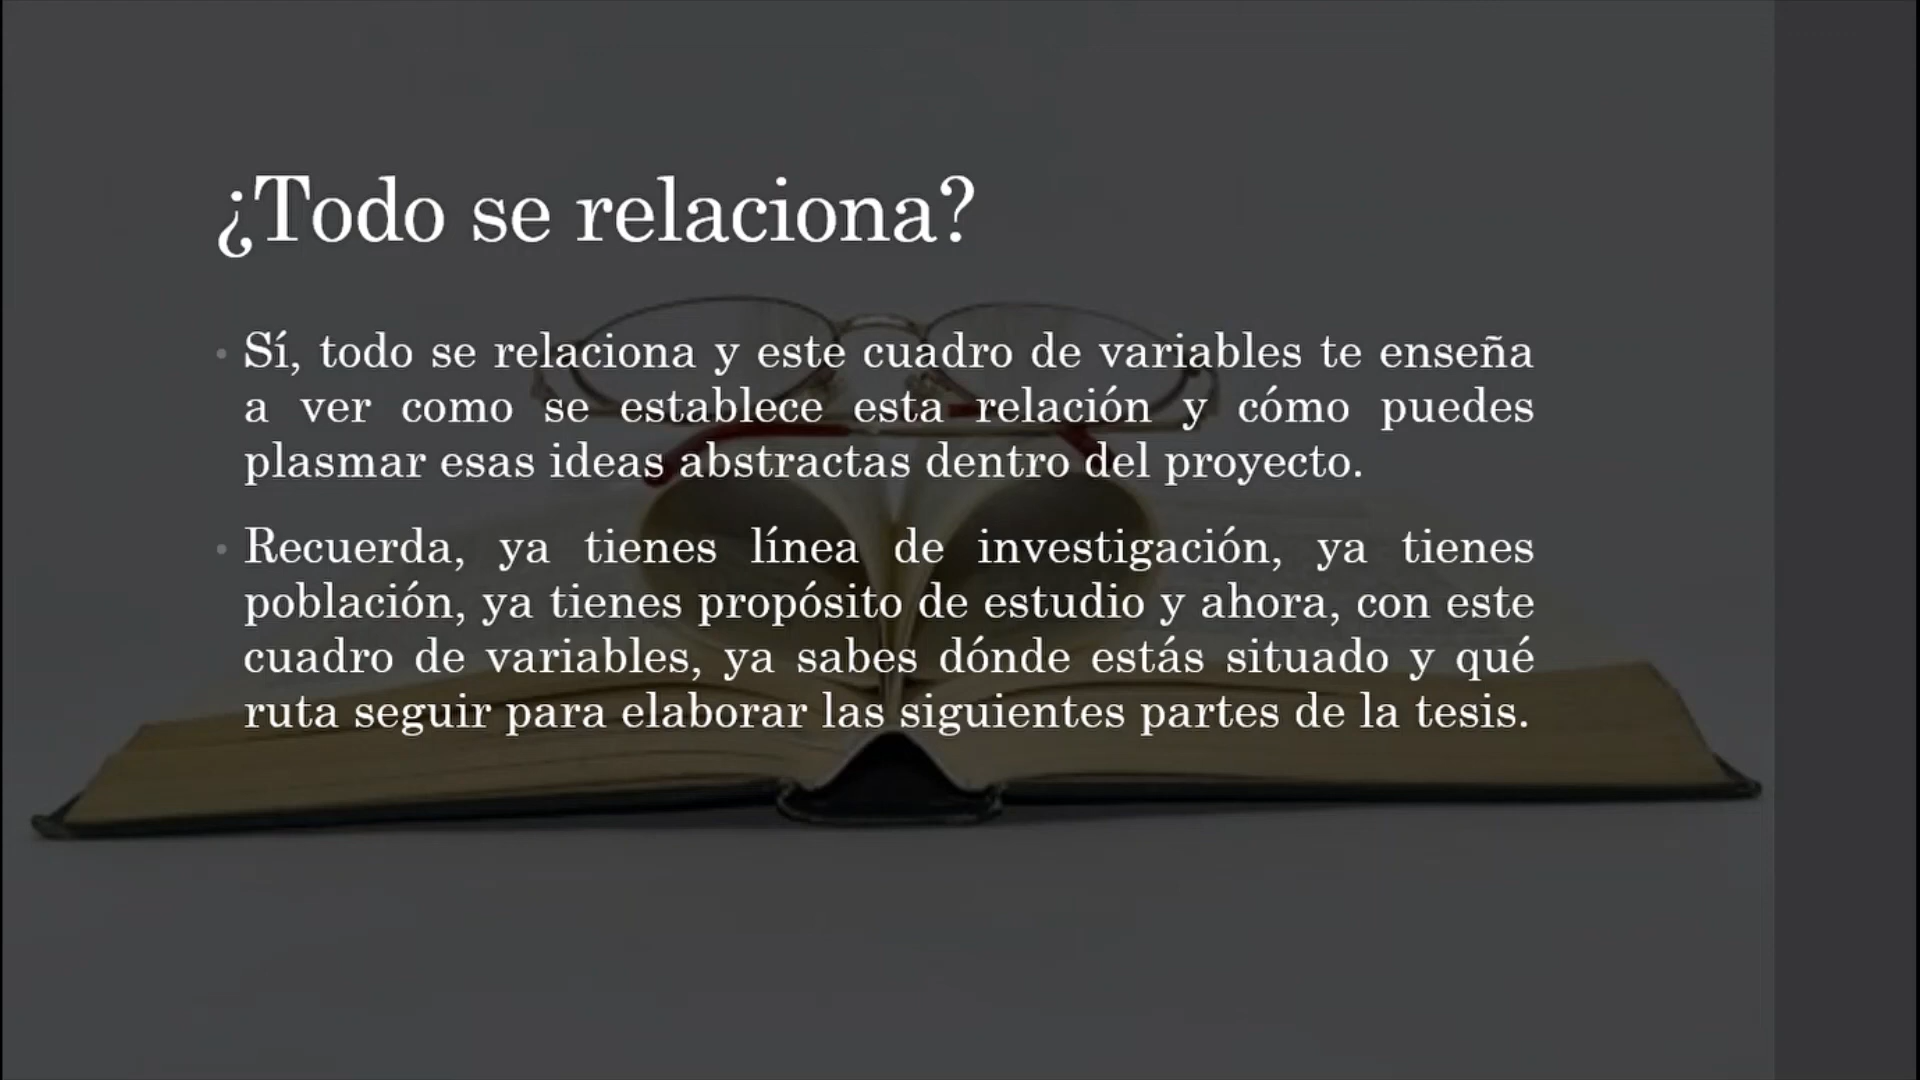 ¿Todo se relaciona?
• Sí, todo se relaciona y este cuadro de variables te enseña
a ver como se establece esta relación y cómo puedes
plasmar esas ideas abstractas dentro del proyecto.
• Recuerda, ya tienes línea de investigación, ya tienes
población, ya tienes propósito de estudio y ahora, con este
cuadro de variables, ya sabes dónde estás situado y qué
ruta seguir para elaborar las siguientes partes de la tesis.